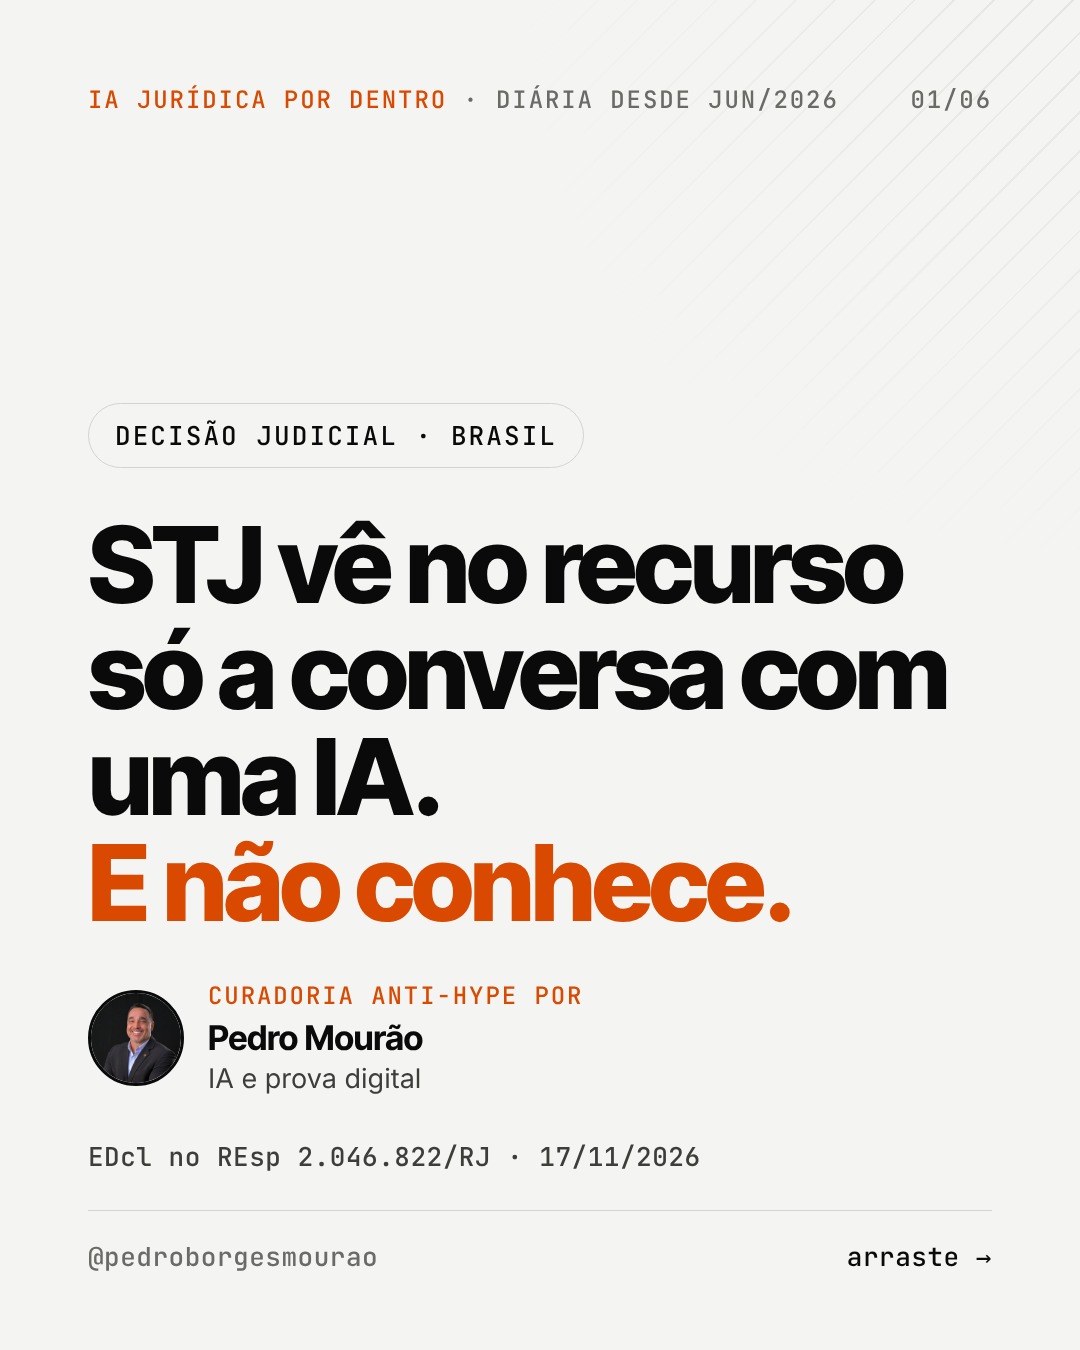 IA JURÍDICA POR DENTRO · DIÁRIA DESDE JUN/2026 01/06
DECISÃO JUDICIAL · BRASIL
STJ vê no recurso
só a conversa com
uma IA.
E não conhece.
CURADORIA ANTI-HYPE POR
Pedro Mourão
IA e prova digital
EDcl no REsp 2.046.822/RJ · 17/11/2026
@pedroborgesmourao arraste →